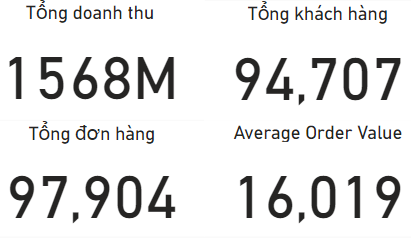 Tổng doanh thu
Tổng khách hàng
1568M
94,707
Tổng đơn hàng
Average Order Value
97,904
16,019